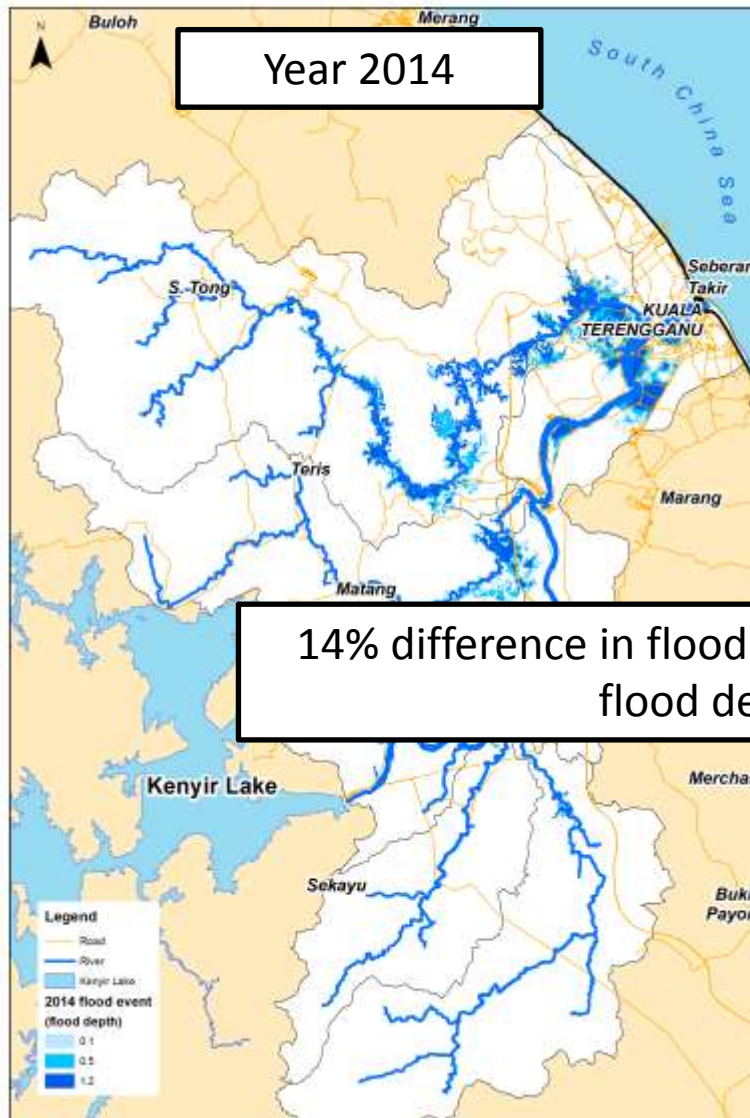 Buloh
Merang
N
Year 2014
South China Sea
S. Tong
Seberan
Takir
KUALA
TERENGGANU
Teris
Marang
Matang
14% difference in flood
flood de
Kenyir Lake
Mercha
Sekayu
Buki
Payon
Legend
Road
River
Kenyir Lake
2014 flood event
(flood depth)
0.1
0.5
1.2